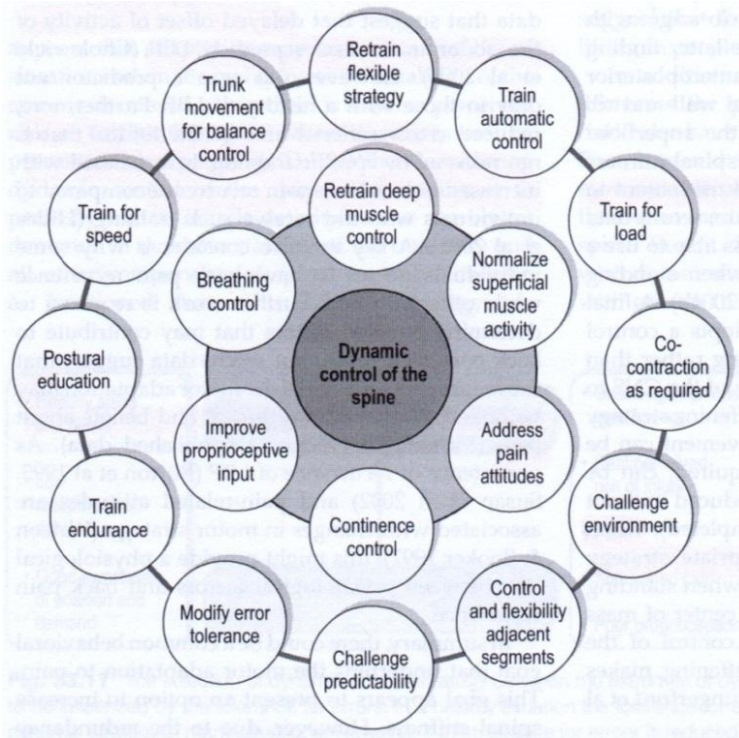 Retrain
flexible
strategy
Train
automatic
control
Train for
load
Co-
contraction
as required
Challenge
environment
Control
and flexibility
adjacent
segments
Challenge
predictability
Modify error
tolerance
Train
endurance
Postural
education
Train for
speed
Trunk
movement
for balance
control
Retrain deep
muscle
control
Normalize
superficial
muscle
activity
Address
pain
attitudes
Continence
control
Improve
proprioceptive
input
Breathing
control
Dynamic
control of the
spine